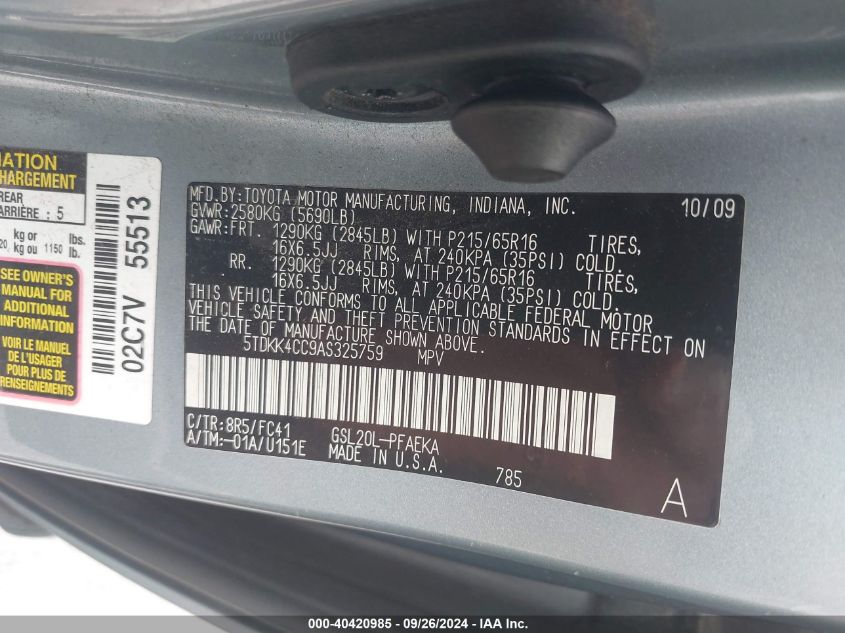 MATION
CHARGEMENT
REAR
ARRIÈRE : 5
kg or lbs.
20, kg ou 1150 lb.
SEE OWNER'S
MANUAL FOR
ADDITIONAL
INFORMATION
VOIR LE MANUEL
DE L'USAGER
POUR PLUS DE
RENSEIGNEMENTS
02C7V 55513
MFD.BY:TOYOTA MOTOR MANUFACTURING, INDIANA, INC. 10/09
GVWR:2580KG (5690LB)
GAWR:FRT. 1290KG (2845LB) WITH P215/65R16 TIRES,
16X6.5JJ RIMS, AT 240KPA (35PSI) COLD.
RR. 1290KG (2845LB) WITH P215/65R16 TIRES,
16X6.5JJ RIMS, AT 240KPA (35PSI) COLD.
THIS VEHICLE CONFORMS TO ALL APPLICABLE FEDERAL MOTOR
VEHICLE SAFETY AND THEFT PREVENTION STANDARDS IN EFFECT ON
THE DATE OF MANUFACTURE SHOWN ABOVE.
5TDKK4CC9AS325759 MPV
C/TR:8R5/FC41 GSL20L-PFAEKA
A/TM:-01A/U151E MADE IN U.S.A. 785
A
000-40420985 - 09/26/2024 - IAA Inc.